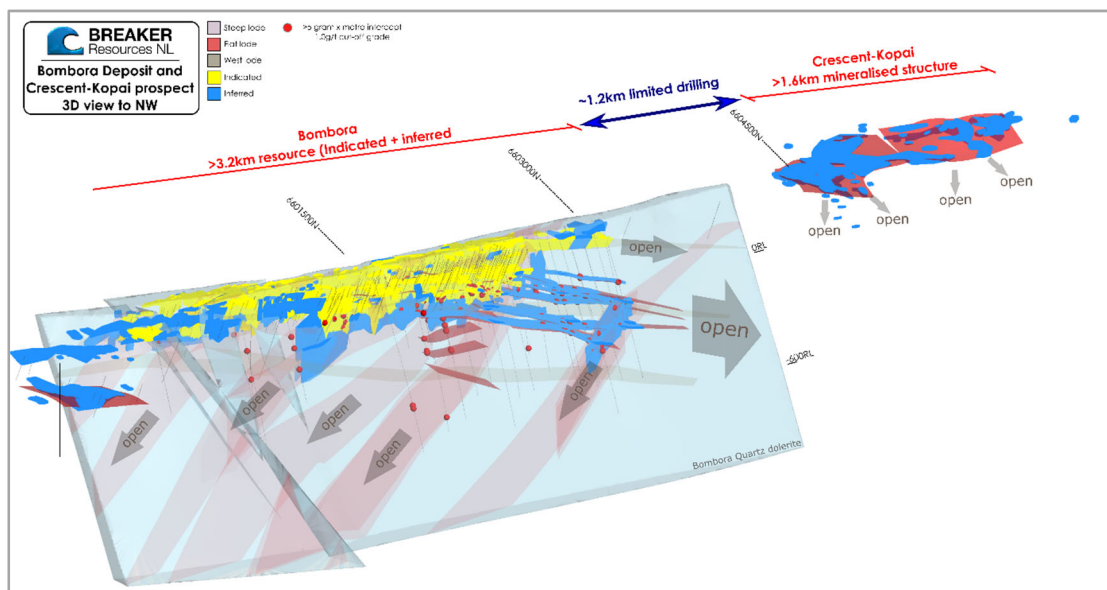 BREAKER
Resources NL
Bombora Deposit and
Crescent-Kopai prospect
3D view to NW
Steep lode
Flat lode
West lode
Indicated
Inferred
>5 gram x metre intercept
1.0g/t cut-off grade
Crescent-Kopai
>1.6km mineralised structure
~1.2km limited drilling
Bombora
>3.2km resource (Indicated + inferred
6604500N
6603000N
6601500N
open
open
open
open
open
0RL
open
-600RL
open
open
open
open
open
Bombora Quartz dolerite